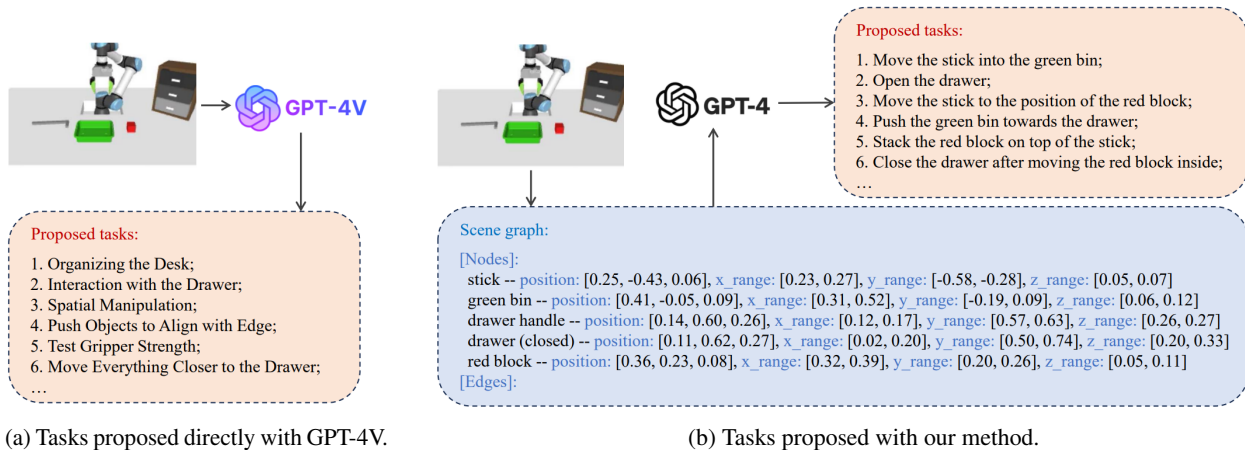 GPT-4V
Proposed tasks:
1. Organizing the Desk;
2. Interaction with the Drawer;
3. Spatial Manipulation;
4. Push Objects to Align with Edge;
5. Test Gripper Strength;
6. Move Everything Closer to the Drawer;
…
(a) Tasks proposed directly with GPT-4V.
GPT-4
Proposed tasks:
1. Move the stick into the green bin;
2. Open the drawer;
3. Move the stick to the position of the red block;
4. Push the green bin towards the drawer;
5. Stack the red block on top of the stick;
6. Close the drawer after moving the red block inside;
…
Scene graph:
[Nodes]:
stick -- position: [0.25, -0.43, 0.06], x_range: [0.23, 0.27], y_range: [-0.58, -0.28], z_range: [0.05, 0.07]
green bin -- position: [0.41, -0.05, 0.09], x_range: [0.31, 0.52], y_range: [-0.19, 0.09], z_range: [0.06, 0.12]
drawer handle -- position: [0.14, 0.60, 0.26], x_range: [0.12, 0.17], y_range: [0.57, 0.63], z_range: [0.26, 0.27]
drawer (closed) -- position: [0.11, 0.62, 0.27], x_range: [0.02, 0.20], y_range: [0.50, 0.74], z_range: [0.20, 0.33]
red block -- position: [0.36, 0.23, 0.08], x_range: [0.32, 0.39], y_range: [0.20, 0.26], z_range: [0.05, 0.11]
[Edges]:
(b) Tasks proposed with our method.